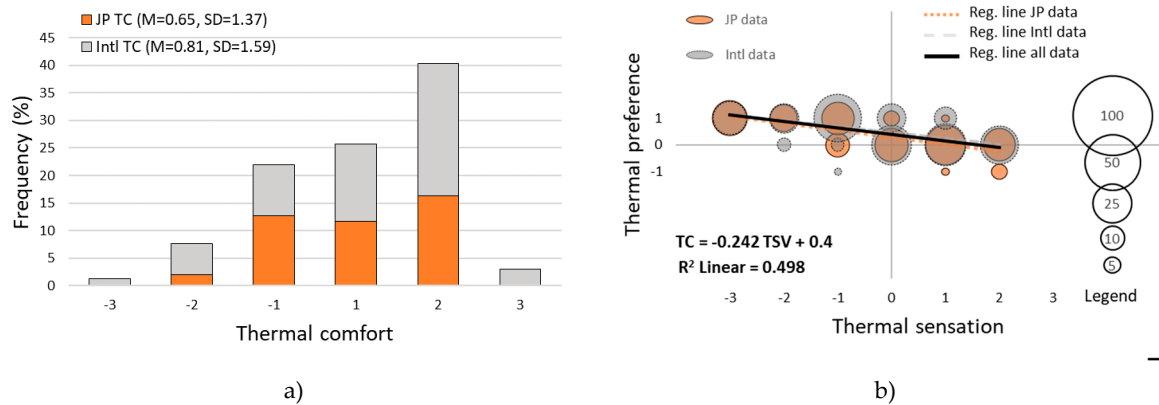 JP TC (M=0.65, SD=1.37)
Intl TC (M=0.81, SD=1.59)
45
40
35
30
25
20
15
10
5
0
Frequency (%)
-3 -2 -1 1 2 3
Thermal comfort
a)
JP data
Intl data
Reg. line JP data
Reg. line Intl data
Reg. line all data
Thermal preference
1
0
-1
TC = -0.242 TSV + 0.4
R² Linear = 0.498
-3 -2 -1 0 1 2 3
Thermal sensation
100
50
25
10
5
Legend
b)